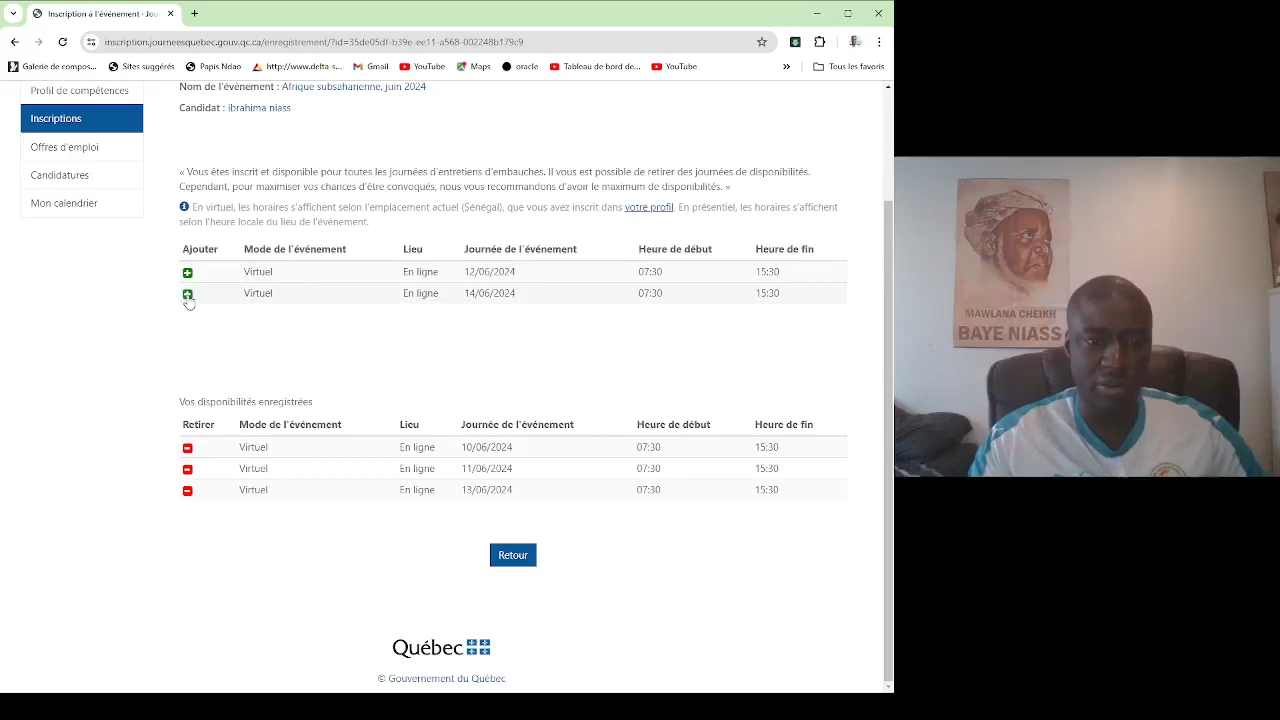 Inscription à l'événement · Jou
inscription.journeesquebec.gouv.qc.ca/enregistrement/?id=35de05df-b39e-ee11-a568-002248b179c9
Galerie de compos... Sites suggérés Papis Ndao http://www.delta-s... Gmail YouTube Maps oracle Tableau de bord de... YouTube » Tous les favoris
Profil de compétences
Inscriptions
Offres d'emploi
Candidatures
Mon calendrier
Nom de l'événement : Afrique subsaharienne, juin 2024
Candidat : ibrahima niass
« Vous êtes inscrit et disponible pour toutes les journées d'entretiens d'embauches. Il vous est possible de retirer des journées de disponibilités.
Cependant, pour maximiser vos chances d'être convoqués, nous vous recommandons d'avoir le maximum de disponibilités. »
En virtuel, les horaires s'affichent selon l'emplacement actuel (Sénégal), que vous avez inscrit dans votre profil. En présentiel, les horaires s'affichent
selon l'heure locale du lieu de l'événement.
Ajouter Mode de l'événement Lieu Journée de l'événement Heure de début Heure de fin
Virtuel En ligne 12/06/2024 07:30 15:30
Virtuel En ligne 14/06/2024 07:30 15:30
Vos disponibilités enregistrées
Retirer Mode de l'événement Lieu Journée de l'événement Heure de début Heure de fin
Virtuel En ligne 10/06/2024 07:30 15:30
Virtuel En ligne 11/06/2024 07:30 15:30
Virtuel En ligne 13/06/2024 07:30 15:30
Retour
Québec
© Gouvernement du Québec
MAWLANA CHEIKH
BAYE NIASS